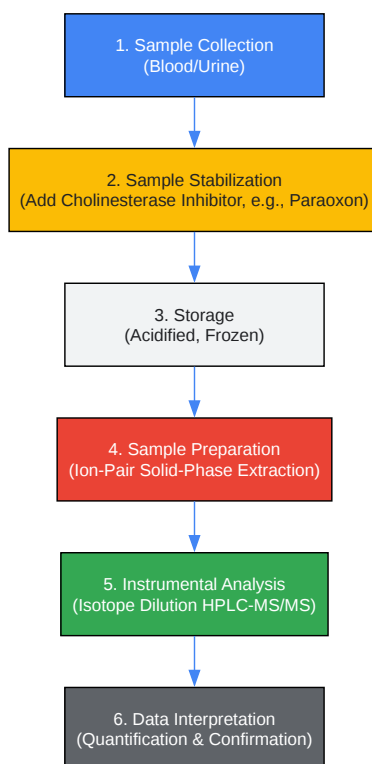 1. Sample Collection
(Blood/Urine)
2. Sample Stabilization
(Add Cholinesterase Inhibitor, e.g., Paraoxon)
3. Storage
(Acidified, Frozen)
4. Sample Preparation
(Ion-Pair Solid-Phase Extraction)
5. Instrumental Analysis
(Isotope Dilution HPLC-MS/MS)
6. Data Interpretation
(Quantification & Confirmation)